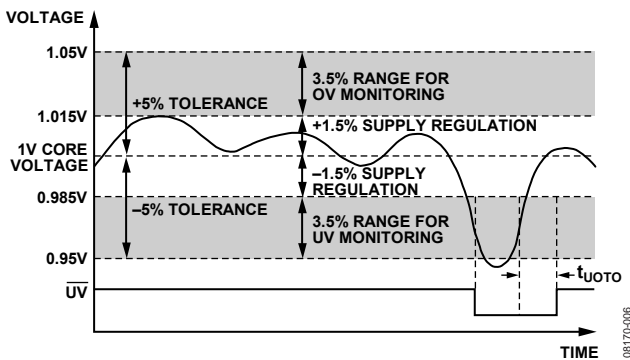 VOLTAGE
1.05V
3.5% RANGE FOR
OV MONITORING
+5% TOLERANCE
1.015V
+1.5% SUPPLY REGULATION
1V CORE
VOLTAGE
–1.5% SUPPLY
REGULATION
0.985V
–5% TOLERANCE
3.5% RANGE FOR
UV MONITORING
0.95V
tUOTO
UV
TIME
08170-006